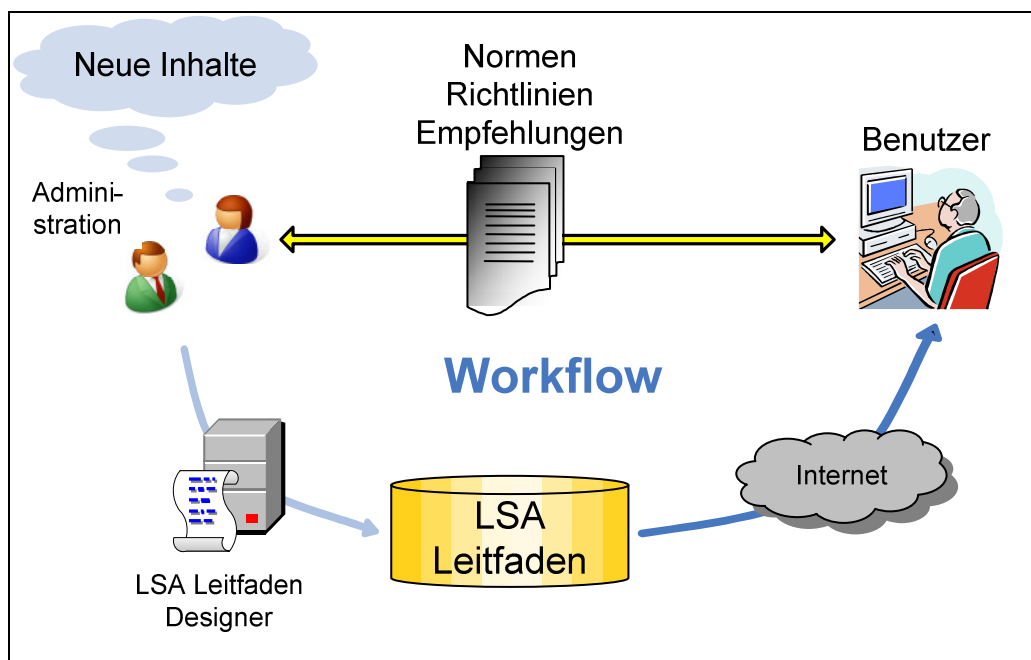 Neue Inhalte
Normen
Richtlinien
Empfehlungen
Benutzer
Admini-
stration
Workflow
Internet
LSA
Leitfaden
LSA Leitfaden
Designer